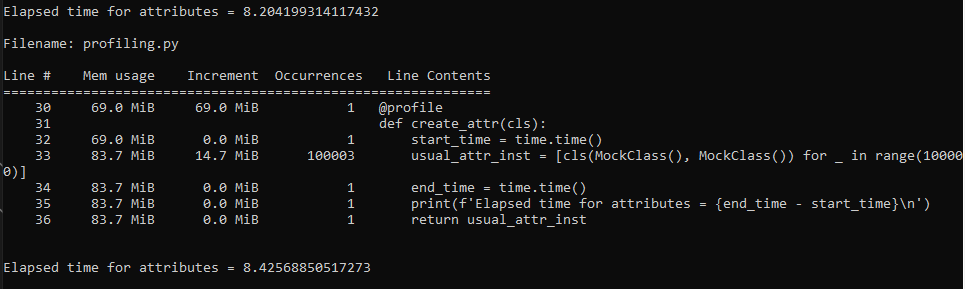 Elapsed time for attributes = 8.204199314117432
Filename: profiling.py
Line #    Mem usage    Increment  Occurrences   Line Contents
=============================================================
    30     69.0 MiB     69.0 MiB           1   @profile
    31                                         def create_attr(cls):
    32     69.0 MiB      0.0 MiB           1       start_time = time.time()
    33     83.7 MiB     14.7 MiB      100003       usual_attr_inst = [cls(MockClass(), MockClass()) for _ in range(10000
0)]
    34     83.7 MiB      0.0 MiB           1       end_time = time.time()
    35     83.7 MiB      0.0 MiB           1       print(f'Elapsed time for attributes = {end_time - start_time}\n')
    36     83.7 MiB      0.0 MiB           1       return usual_attr_inst
Elapsed time for attributes = 8.42568850517273